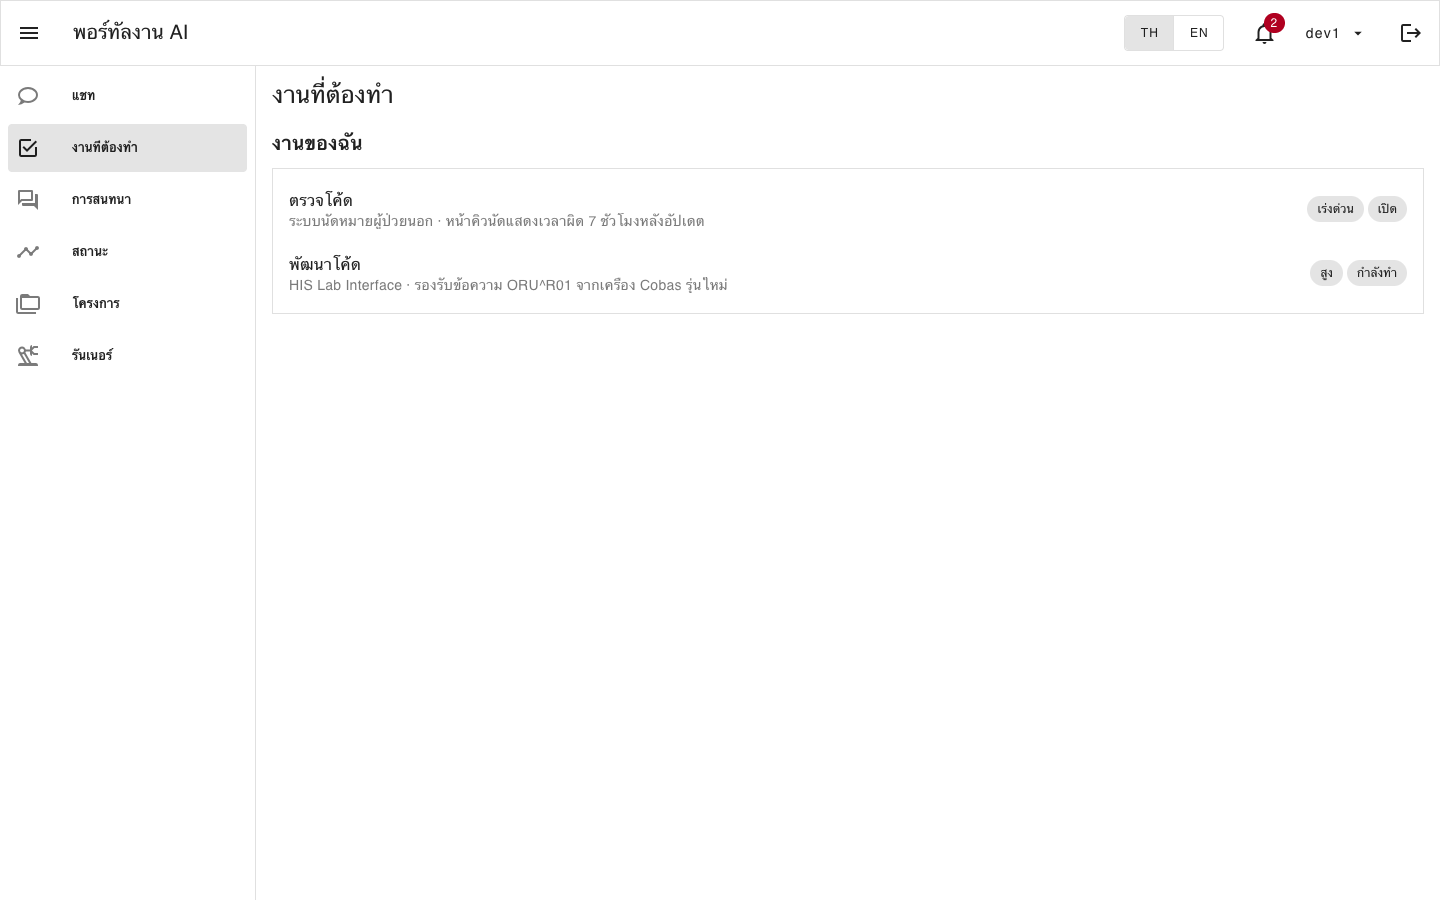 พอร์ทัลงาน AI
TH
EN
2
dev1
แชท
งานที่ต้องทำ
การสนทนา
สถานะ
โครงการ
รันเนอร์
งานที่ต้องทำ
งานของฉัน
ตรวจโค้ด
ระบบนัดหมายผู้ป่วยนอก · หน้าคิวนัดแสดงเวลาผิด 7 ชั่วโมงหลังอัปเดต
เร่งด่วน
เปิด
พัฒนาโค้ด
HIS Lab Interface · รองรับข้อความ ORU^R01 จากเครื่อง Cobas รุ่นใหม่
สูง
กำลังทำ